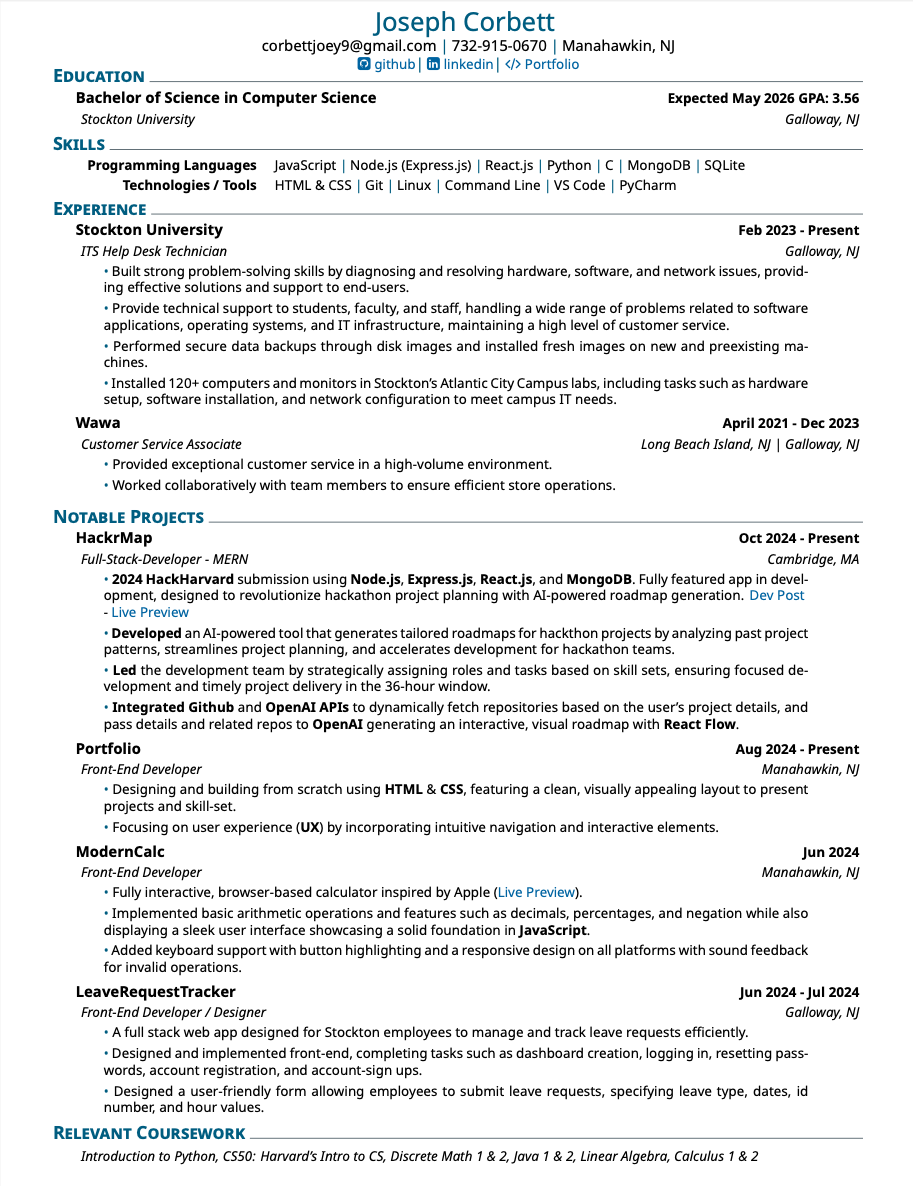 Joseph Corbett
corbettjoey9@gmail.com | 732-915-0670 | Manahawkin, NJ
github| linkedin| </> Portfolio
EDUCATION
Bachelor of Science in Computer Science Expected May 2026 GPA: 3.56
Stockton University Galloway, NJ
SKILLS
Programming Languages JavaScript | Node.js (Express.js) | React.js | Python | C | MongoDB | SQLite
Technologies / Tools HTML & CSS | Git | Linux | Command Line | VS Code | PyCharm
EXPERIENCE
Stockton University Feb 2023 - Present
ITS Help Desk Technician Galloway, NJ
• Built strong problem-solving skills by diagnosing and resolving hardware, software, and network issues, provid-
ing effective solutions and support to end-users.
• Provide technical support to students, faculty, and staff, handling a wide range of problems related to software
applications, operating systems, and IT infrastructure, maintaining a high level of customer service.
• Performed secure data backups through disk images and installed fresh images on new and preexisting ma-
chines.
• Installed 120+ computers and monitors in Stockton's Atlantic City Campus labs, including tasks such as hardware
setup, software installation, and network configuration to meet campus IT needs.
Wawa April 2021 - Dec 2023
Customer Service Associate Long Beach Island, NJ | Galloway, NJ
• Provided exceptional customer service in a high-volume environment.
• Worked collaboratively with team members to ensure efficient store operations.
NOTABLE PROJECTS
HackrMap Oct 2024 - Present
Full-Stack-Developer - MERN Cambridge, MA
• 2024 HackHarvard submission using Node.js, Express.js, React.js, and MongoDB. Fully featured app in devel-
opment, designed to revolutionize hackathon project planning with AI-powered roadmap generation. Dev Post
- Live Preview
• Developed an AI-powered tool that generates tailored roadmaps for hackthon projects by analyzing past project
patterns, streamlines project planning, and accelerates development for hackathon teams.
• Led the development team by strategically assigning roles and tasks based on skill sets, ensuring focused de-
velopment and timely project delivery in the 36-hour window.
• Integrated Github and OpenAI APIs to dynamically fetch repositories based on the user's project details, and
pass details and related repos to OpenAI generating an interactive, visual roadmap with React Flow.
Portfolio Aug 2024 - Present
Front-End Developer Manahawkin, NJ
• Designing and building from scratch using HTML & CSS, featuring a clean, visually appealing layout to present
projects and skill-set.
• Focusing on user experience (UX) by incorporating intuitive navigation and interactive elements.
ModernCalc Jun 2024
Front-End Developer Manahawkin, NJ
• Fully interactive, browser-based calculator inspired by Apple (Live Preview).
• Implemented basic arithmetic operations and features such as decimals, percentages, and negation while also
displaying a sleek user interface showcasing a solid foundation in JavaScript.
• Added keyboard support with button highlighting and a responsive design on all platforms with sound feedback
for invalid operations.
LeaveRequestTracker Jun 2024 - Jul 2024
Front-End Developer / Designer Galloway, NJ
• A full stack web app designed for Stockton employees to manage and track leave requests efficiently.
• Designed and implemented front-end, completing tasks such as dashboard creation, logging in, resetting pass-
words, account registration, and account-sign ups.
• Designed a user-friendly form allowing employees to submit leave requests, specifying leave type, dates, id
number, and hour values.
RELEVANT COURSEWORK
Introduction to Python, CS50: Harvard's Intro to CS, Discrete Math 1 & 2, Java 1 & 2, Linear Algebra, Calculus 1 & 2